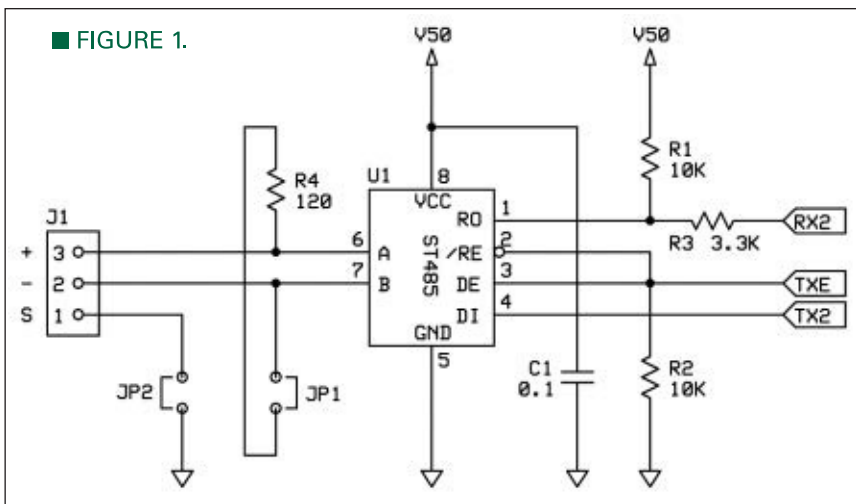 FIGURE 1.
V50
V50
R1
10K
R4
120
U1
8
VCC
J1
RO
1
RX2
R3 3.3K
+
3
6
A
/RE
2
-
2
7
B
ST485
DE
3
TXE
S
1
DI
4
TX2
GND
5
C1
0.1
R2
10K
JP2
JP1